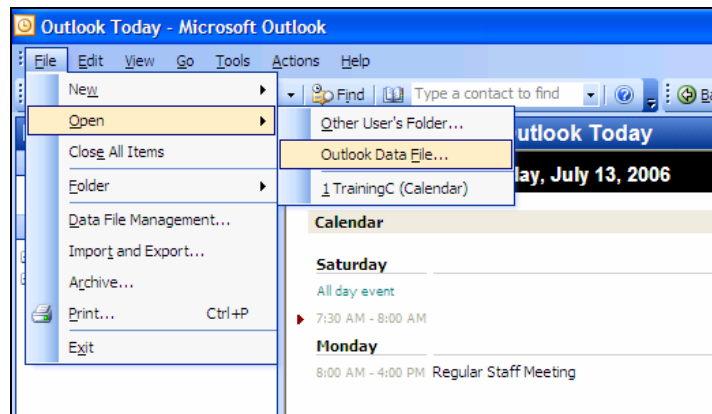 Outlook Today - Microsoft Outlook
File Edit View Go Tools Actions Help
New
Find Type a contact to find
Open
Other User's Folder...
utlook Today
Close All Items
Outlook Data File...
ay, July 13, 2006
Folder
1 TrainingC (Calendar)
Data File Management...
Calendar
Import and Export...
Saturday
Archive...
All day event
Print... Ctrl+P
7:30 AM - 8:00 AM
Exit
Monday
8:00 AM - 4:00 PM Regular Staff Meeting